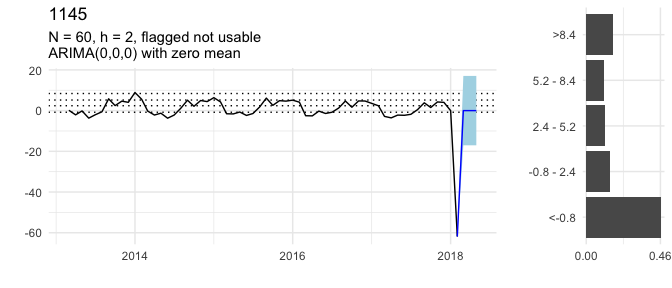 1145
N = 60, h = 2, flagged not usable
ARIMA(0,0,0) with zero mean
20
0
-20
-40
-60
2014
2016
2018
>8.4
5.2 - 8.4
2.4 - 5.2
-0.8 - 2.4
<-0.8
0.00
0.46